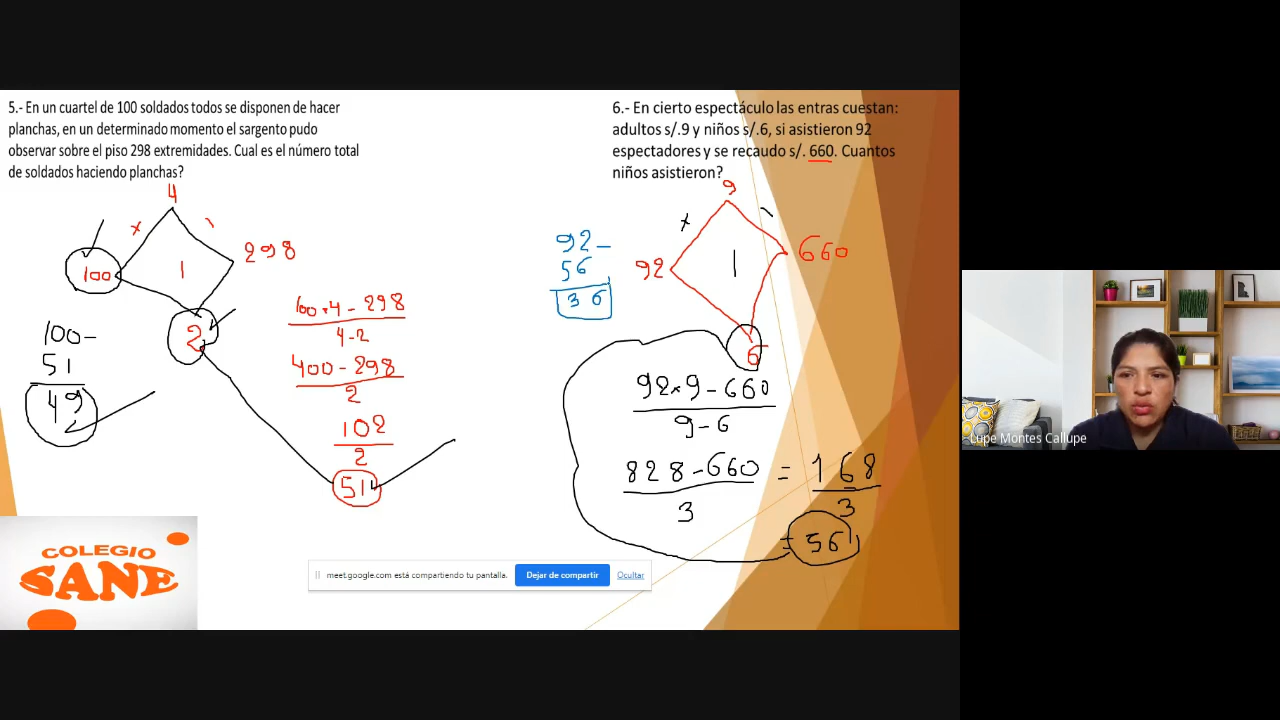 5.- En un cuartel de 100 soldados todos se disponen de hacer
planchas, en un determinado momento el sargento pudo
observar sobre el piso 298 extremidades. Cual es el número total
de soldados haciendo planchas?
4
x
100
1
298
2
100 -
51
49
100 x 4 - 298
4 - 2
400 - 298
2
102
2
51
6.- En cierto espectáculo las entras cuestan:
adultos s/.9 y niños s/.6, si asistieron 92
espectadores y se recaudo s/. 660. Cuantos
niños asistieron?
9
x
92
1
660
6
92 -
56
36
92 x 9 - 660
9 - 6
828 - 660 = 168
3 3
= 56
COLEGIO
SANE
meet.google.com está compartiendo tu pantalla. Dejar de compartir Ocultar
Lupe Montes Callupe